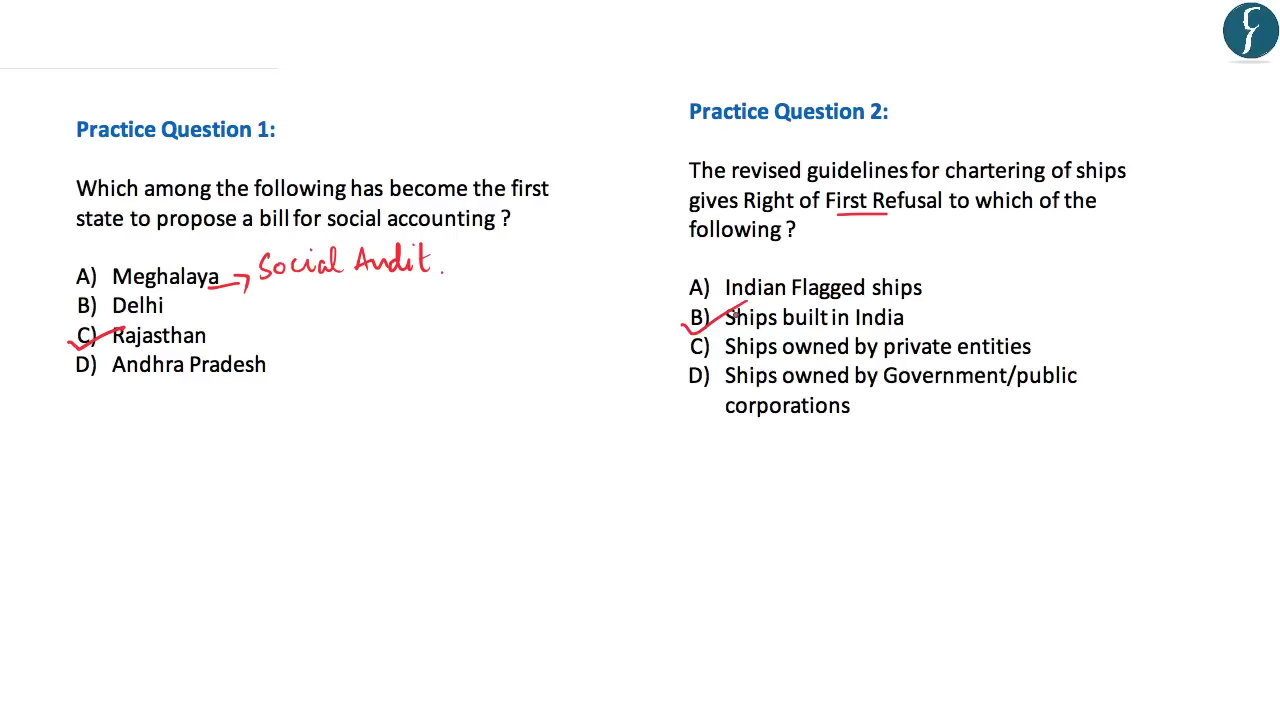 Practice Question 1:
Which among the following has become the first
state to propose a bill for social accounting ?
A) Meghalaya → Social Audit.
B) Delhi
C) Rajasthan
D) Andhra Pradesh
Practice Question 2:
The revised guidelines for chartering of ships
gives Right of First Refusal to which of the
following ?
A) Indian Flagged ships
B) Ships built in India
C) Ships owned by private entities
D) Ships owned by Government/public
corporations